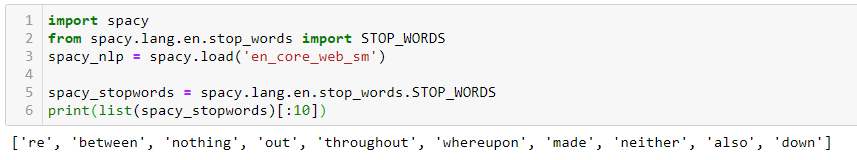 1 import spacy
2 from spacy.lang.en.stop_words import STOP_WORDS
3 spacy_nlp = spacy.load('en_core_web_sm')
4
5 spacy_stopwords = spacy.lang.en.stop_words.STOP_WORDS
6 print(list(spacy_stopwords)[:10])
['re', 'between', 'nothing', 'out', 'throughout', 'whereupon', 'made', 'neither', 'also', 'down']